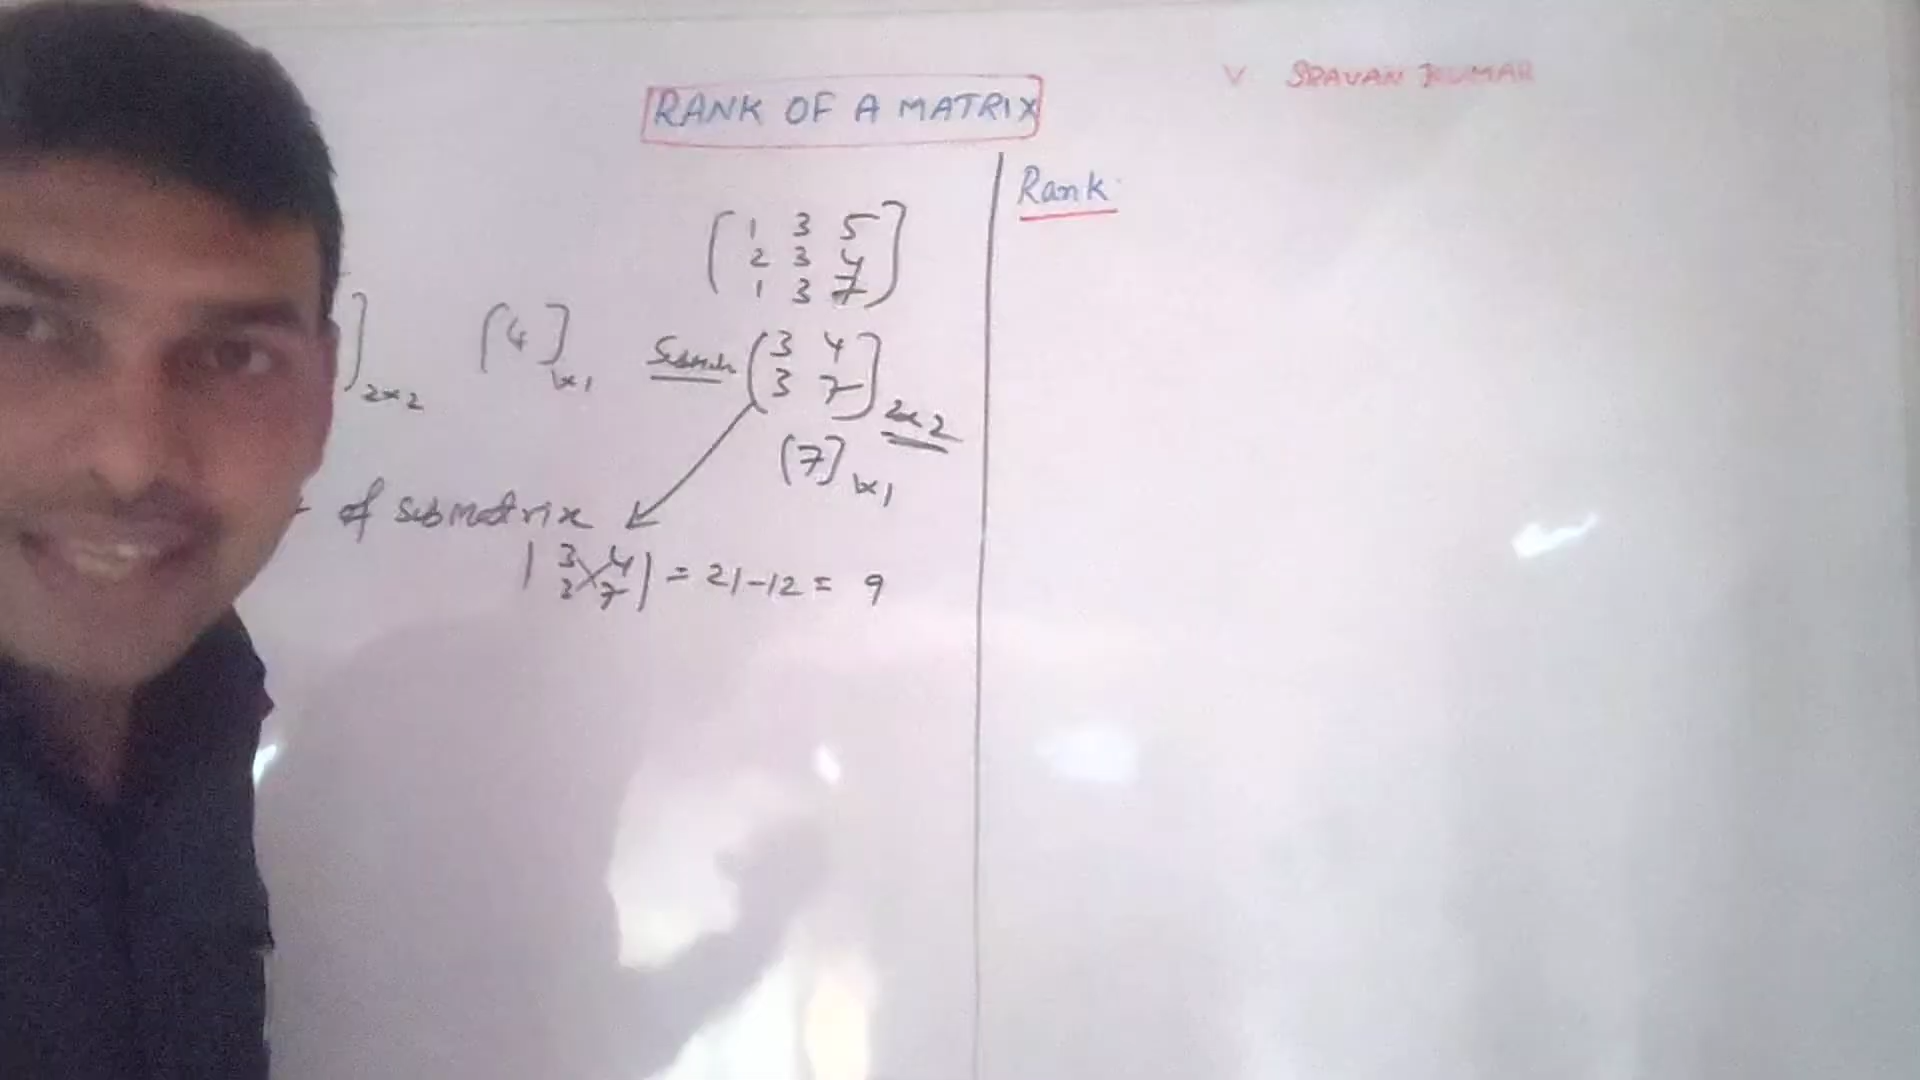 V SRAVAN KUMAR
RANK OF A MATRIX
[1 3 5
2 3 4
1 3 7]
]2×2
[4]1×1
[3 4
3 7]2×2
[7]1×1
of submatrix
|3 4
3 7| = 21-12 = 9
Rank